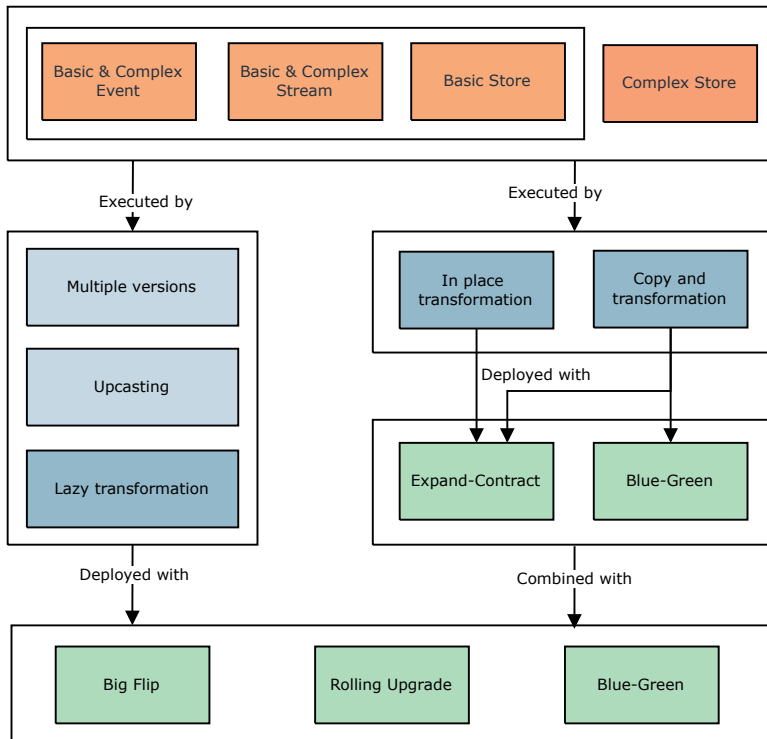 Basic & Complex
Event
Basic & Complex
Stream
Basic Store
Complex Store
Executed by
Executed by
Multiple versions
In place
transformation
Copy and
transformation
Upcasting
Deployed with
Lazy transformation
Expand-Contract
Blue-Green
Deployed with
Combined with
Big Flip
Rolling Upgrade
Blue-Green